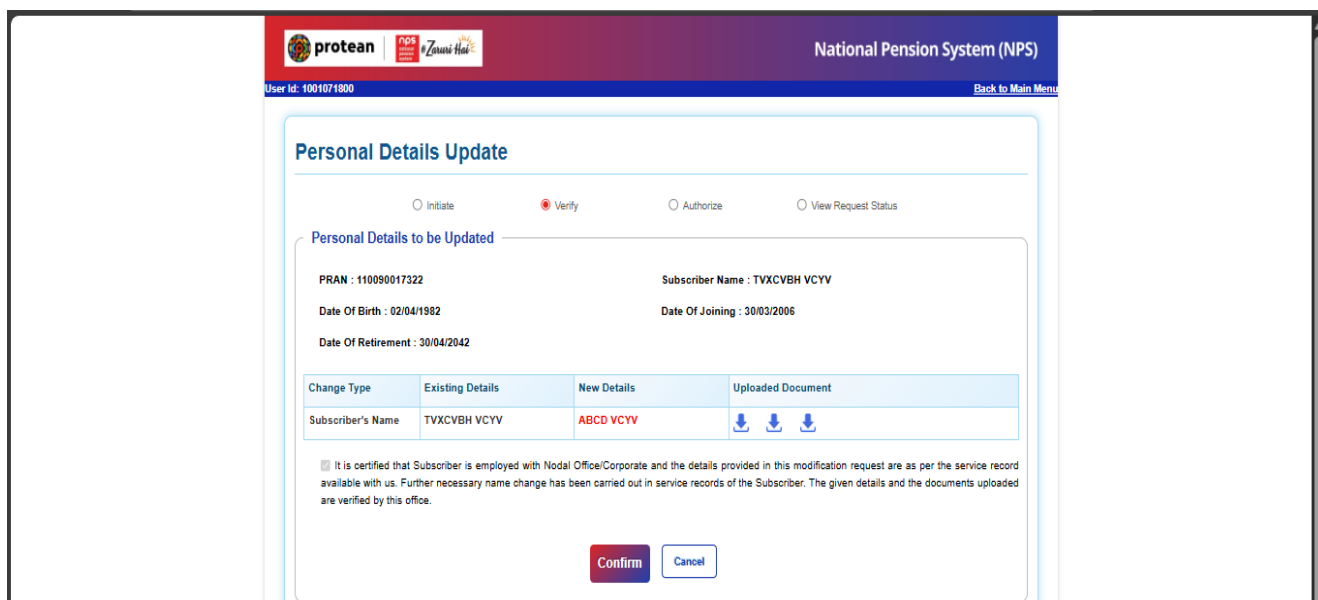 protean
nps
national
pension
system
#Zaruri Hai
National Pension System (NPS)
User Id: 1001071800
Back to Main Menu
Personal Details Update
Initiate
Verify
Authorize
View Request Status
Personal Details to be Updated
PRAN : 110090017322
Subscriber Name : TVXCVBH VCYV
Date Of Birth : 02/04/1982
Date Of Joining : 30/03/2006
Date Of Retirement : 30/04/2042
Change Type Existing Details New Details Uploaded Document
Subscriber's Name TVXCVBH VCYV ABCD VCYV
It is certified that Subscriber is employed with Nodal Office/Corporate and the details provided in this modification request are as per the service record
available with us. Further necessary name change has been carried out in service records of the Subscriber. The given details and the documents uploaded
are verified by this office.
Confirm
Cancel